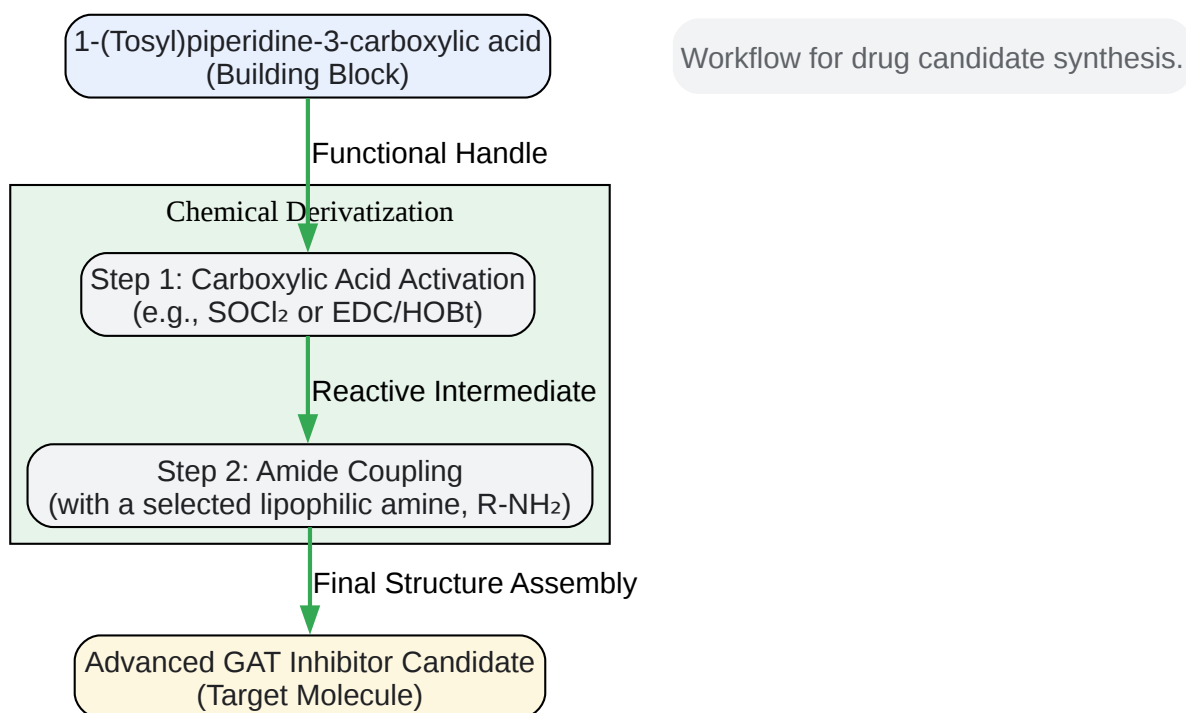 1-(Tosyl)piperidine-3-carboxylic acid
(Building Block)
Workflow for drug candidate synthesis.
Functional Handle
Chemical Derivatization
Step 1: Carboxylic Acid Activation
(e.g., SOCl₂ or EDC/HOBt)
Reactive Intermediate
Step 2: Amide Coupling
(with a selected lipophilic amine, R-NH₂)
Final Structure Assembly
Advanced GAT Inhibitor Candidate
(Target Molecule)